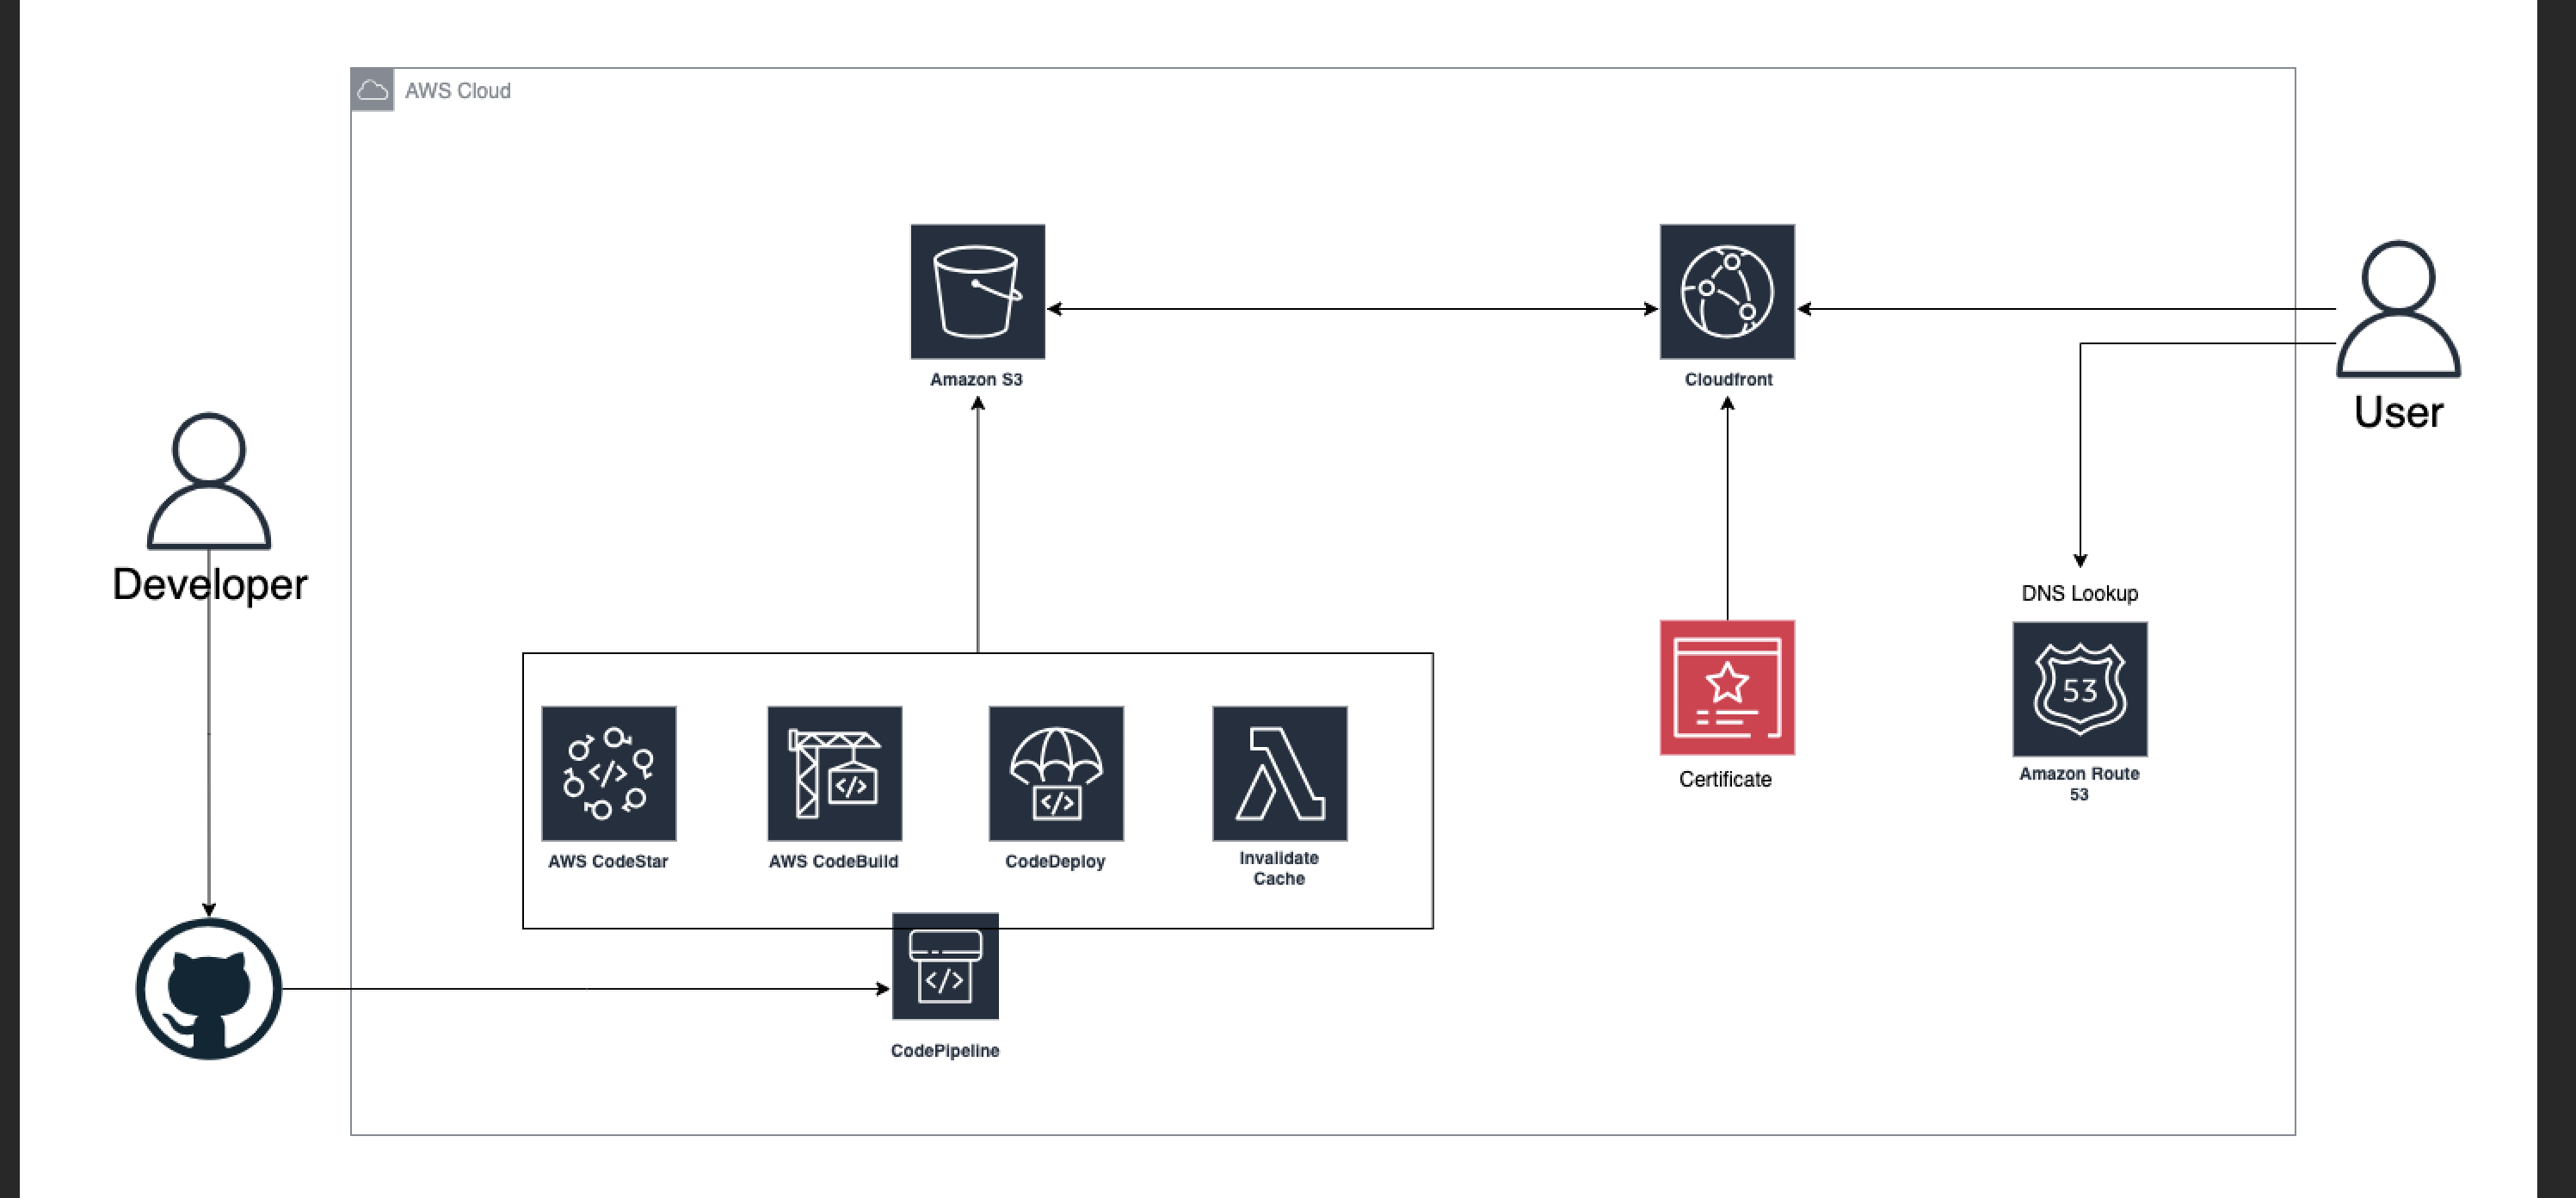 AWS Cloud
Amazon S3
Cloudfront
User
Developer
DNS Lookup
53
Certificate
Amazon Route
53
</>
</>
</>
AWS CodeStar
AWS CodeBuild
CodeDeploy
Invalidate
Cache
</>
CodePipeline